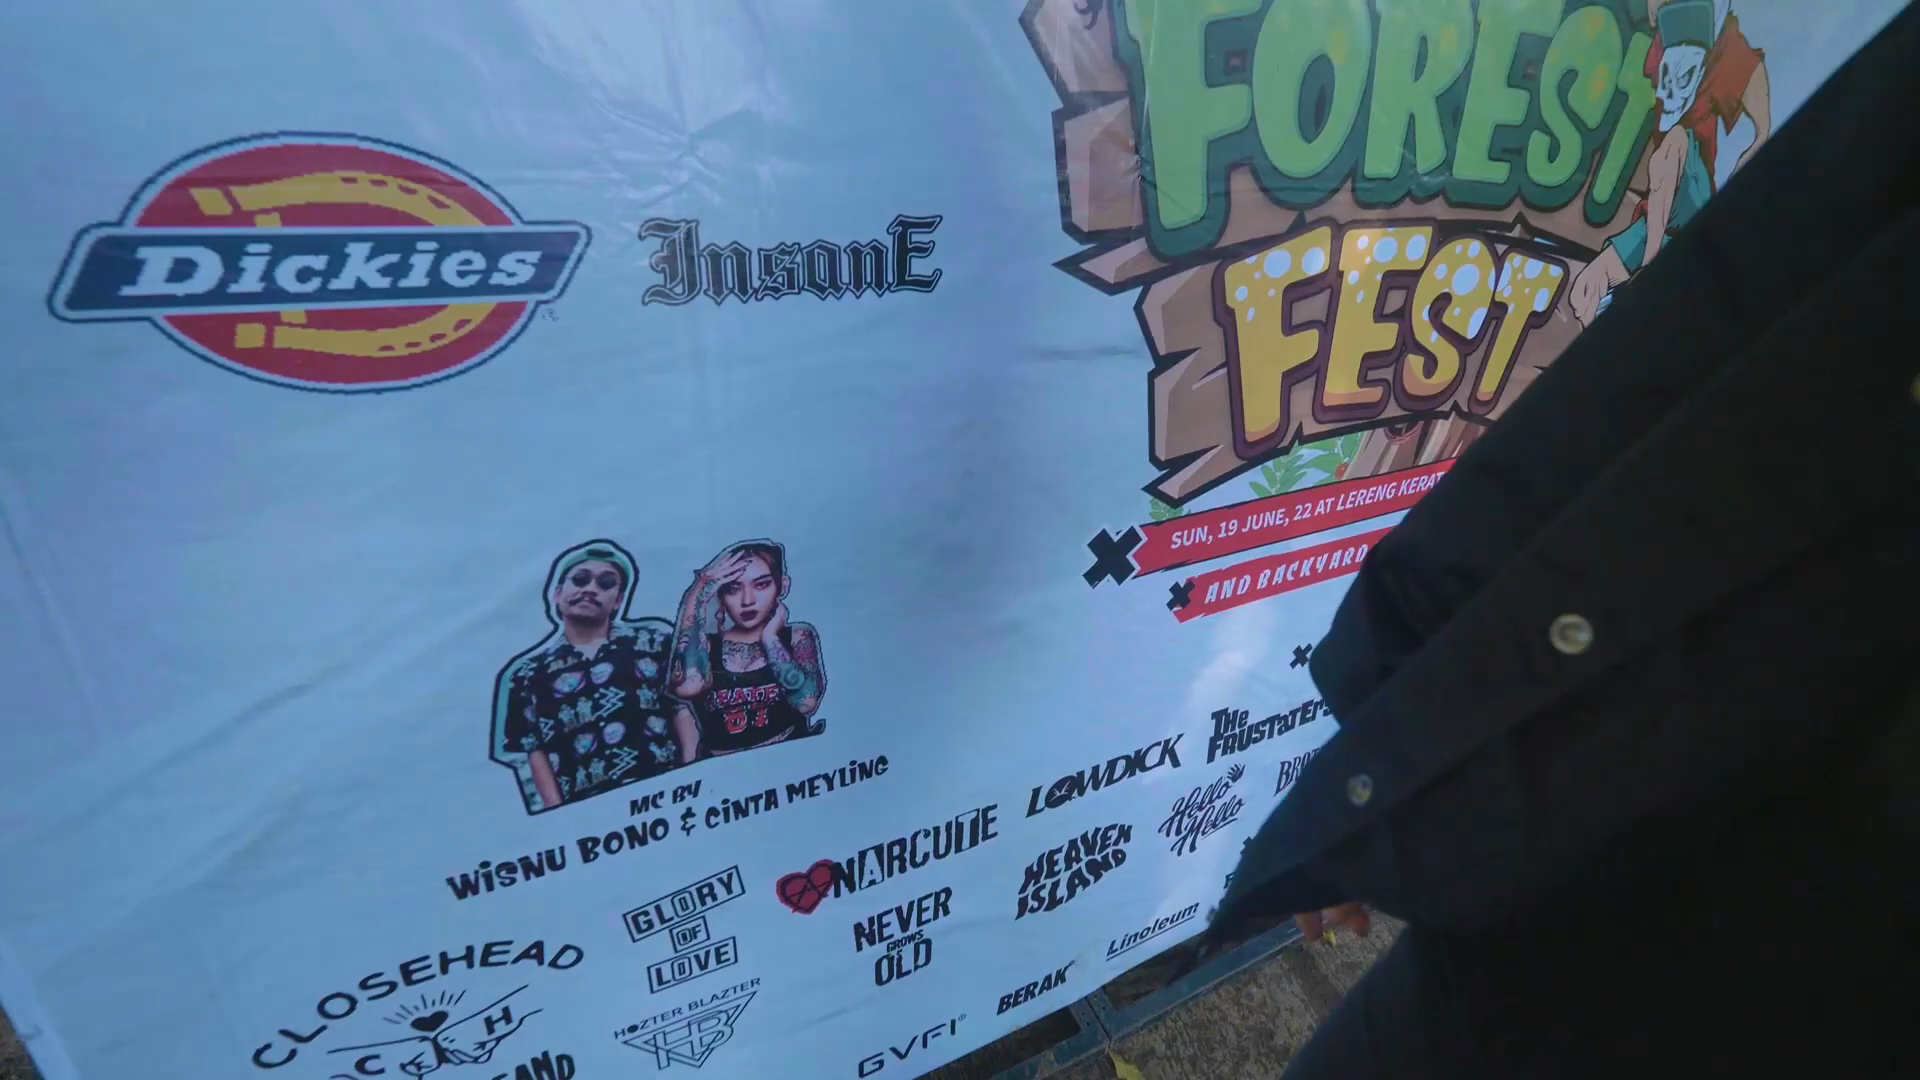 FOREST
FEST
Dickies
InsanE
SUN, 19 JUNE, 22 AT LERENG
AND BACKYARD
MC BY
WiSNU BONO & CiNTA MEYLiNG
THE FRUSTATERS
LOWDICK
Hello Hello
NARCUTE
HEAVEN ISLAND
GLORY OF LOVE
NEVER GROWS OLD
Linoleum
CLOSEHEAD
C H
HOZTER BLAZTER
HB
BERAK
GVFI®